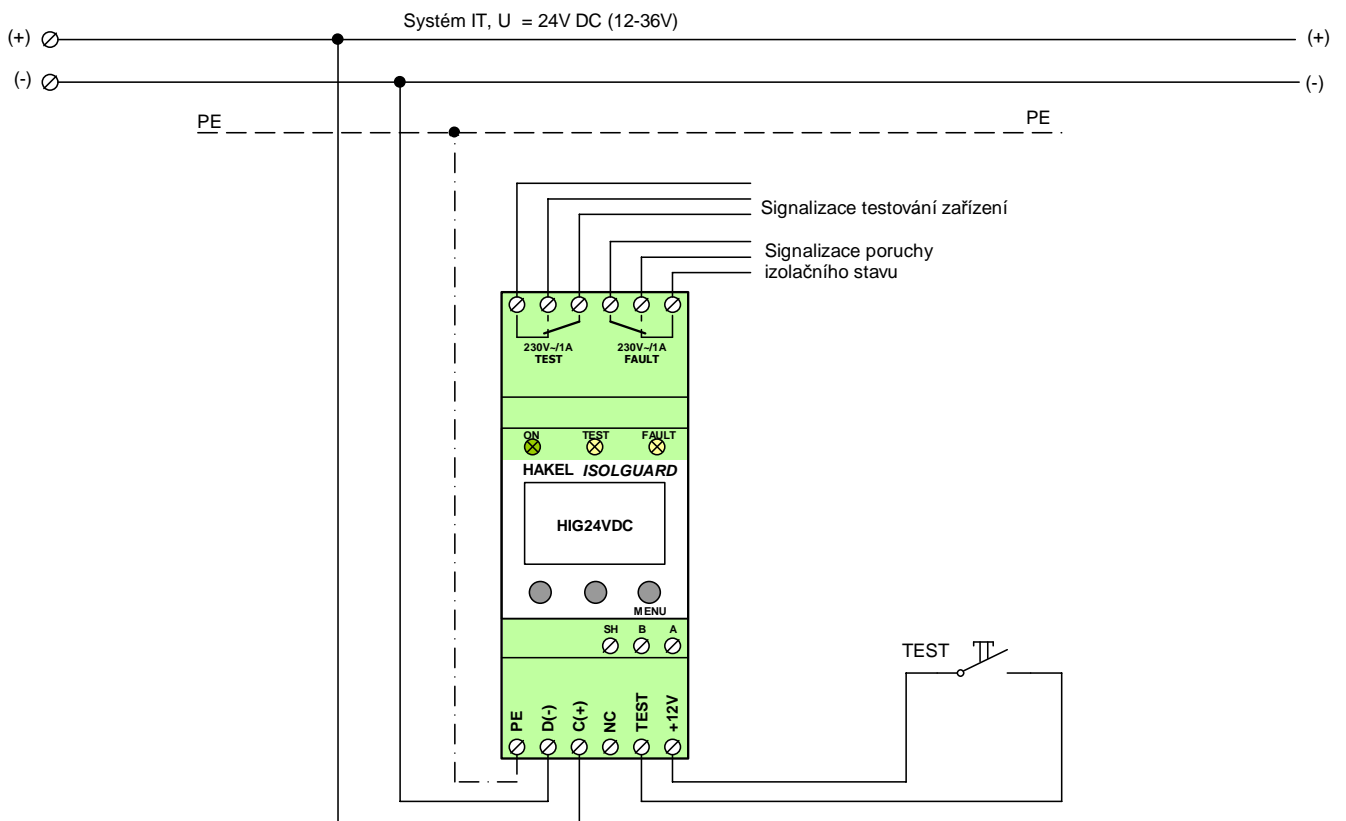 Systém IT, U = 24V DC (12-36V)
(+) (+)
(-) (-)
PE PE
Signalizace testování zařízení
Signalizace poruchy
izolačního stavu
230V~/1A 230V~/1A
TEST FAULT
ON TEST FAULT
HAKEL ISOLGUARD
HIG24VDC
MENU
SH B A
TEST
PE D(-) C(+) NC TEST +12V